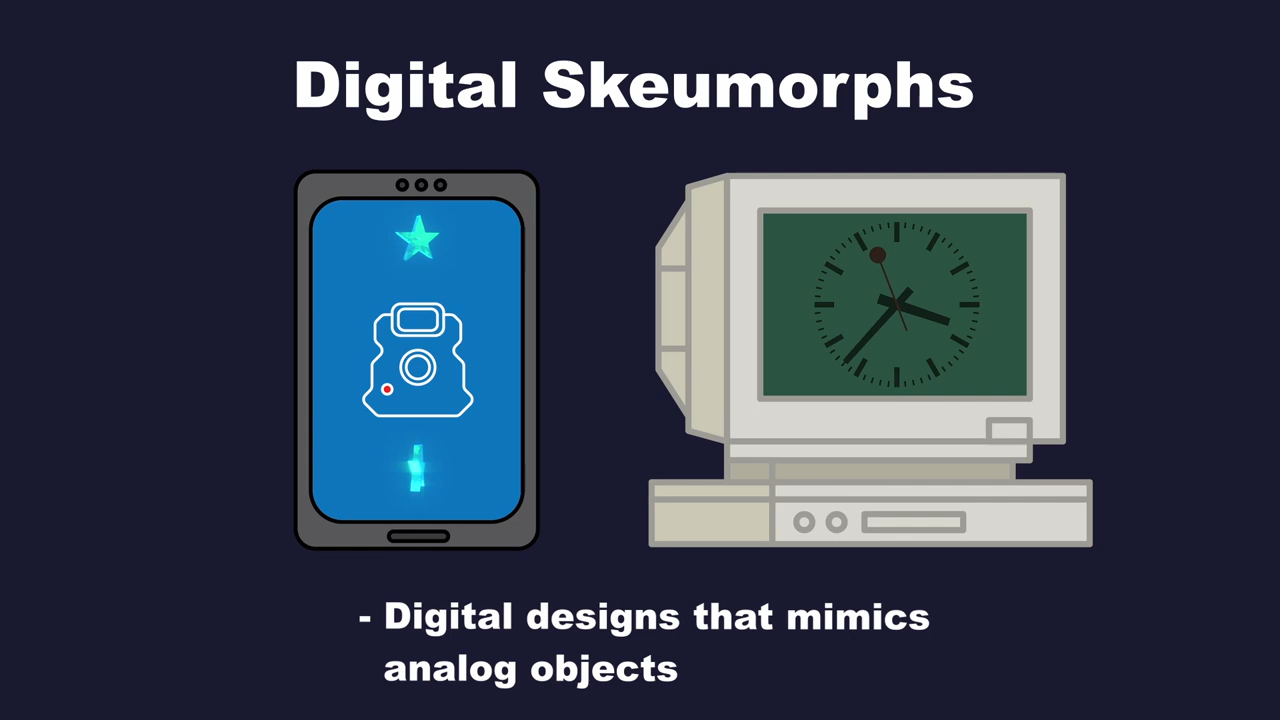 Digital Skeumorphs
- Digital designs that mimics
analog objects